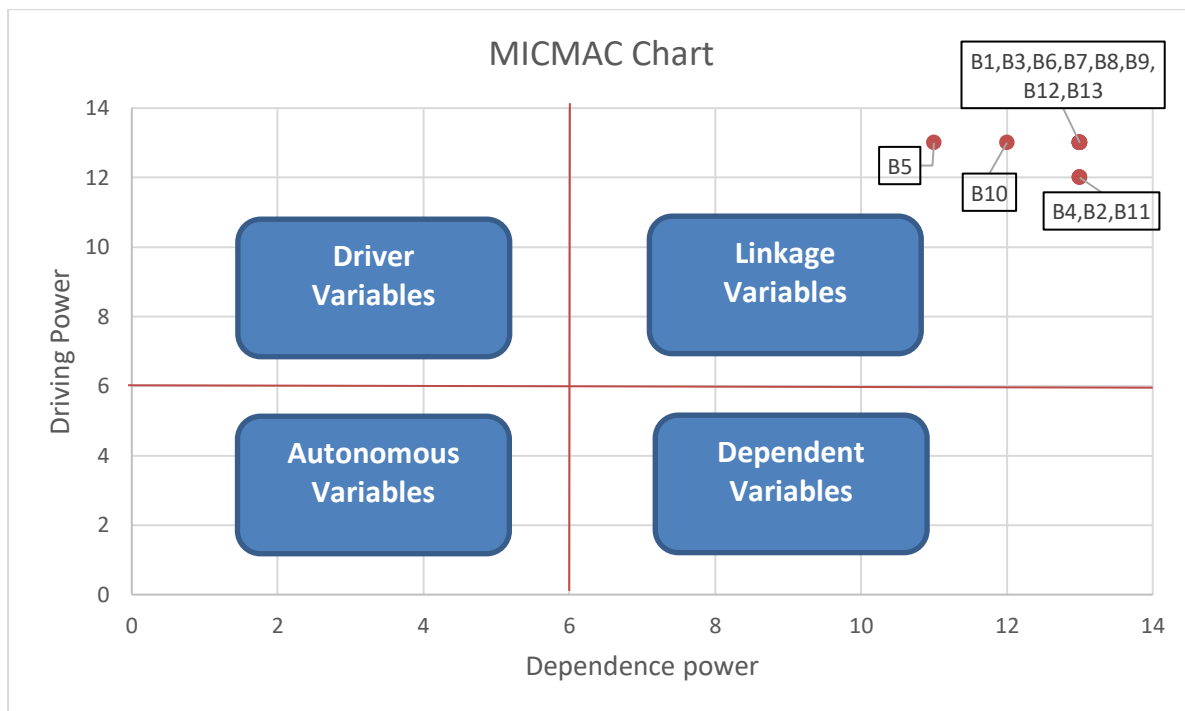 MICMAC Chart
B1,B3,B6,B7,B8,B9,
B12,B13
B5
B10
B4,B2,B11
Driver
Variables
Linkage
Variables
Autonomous
Variables
Dependent
Variables
Driving Power
14
12
10
8
6
4
2
0
0 2 4 6 8 10 12 14
Dependence power